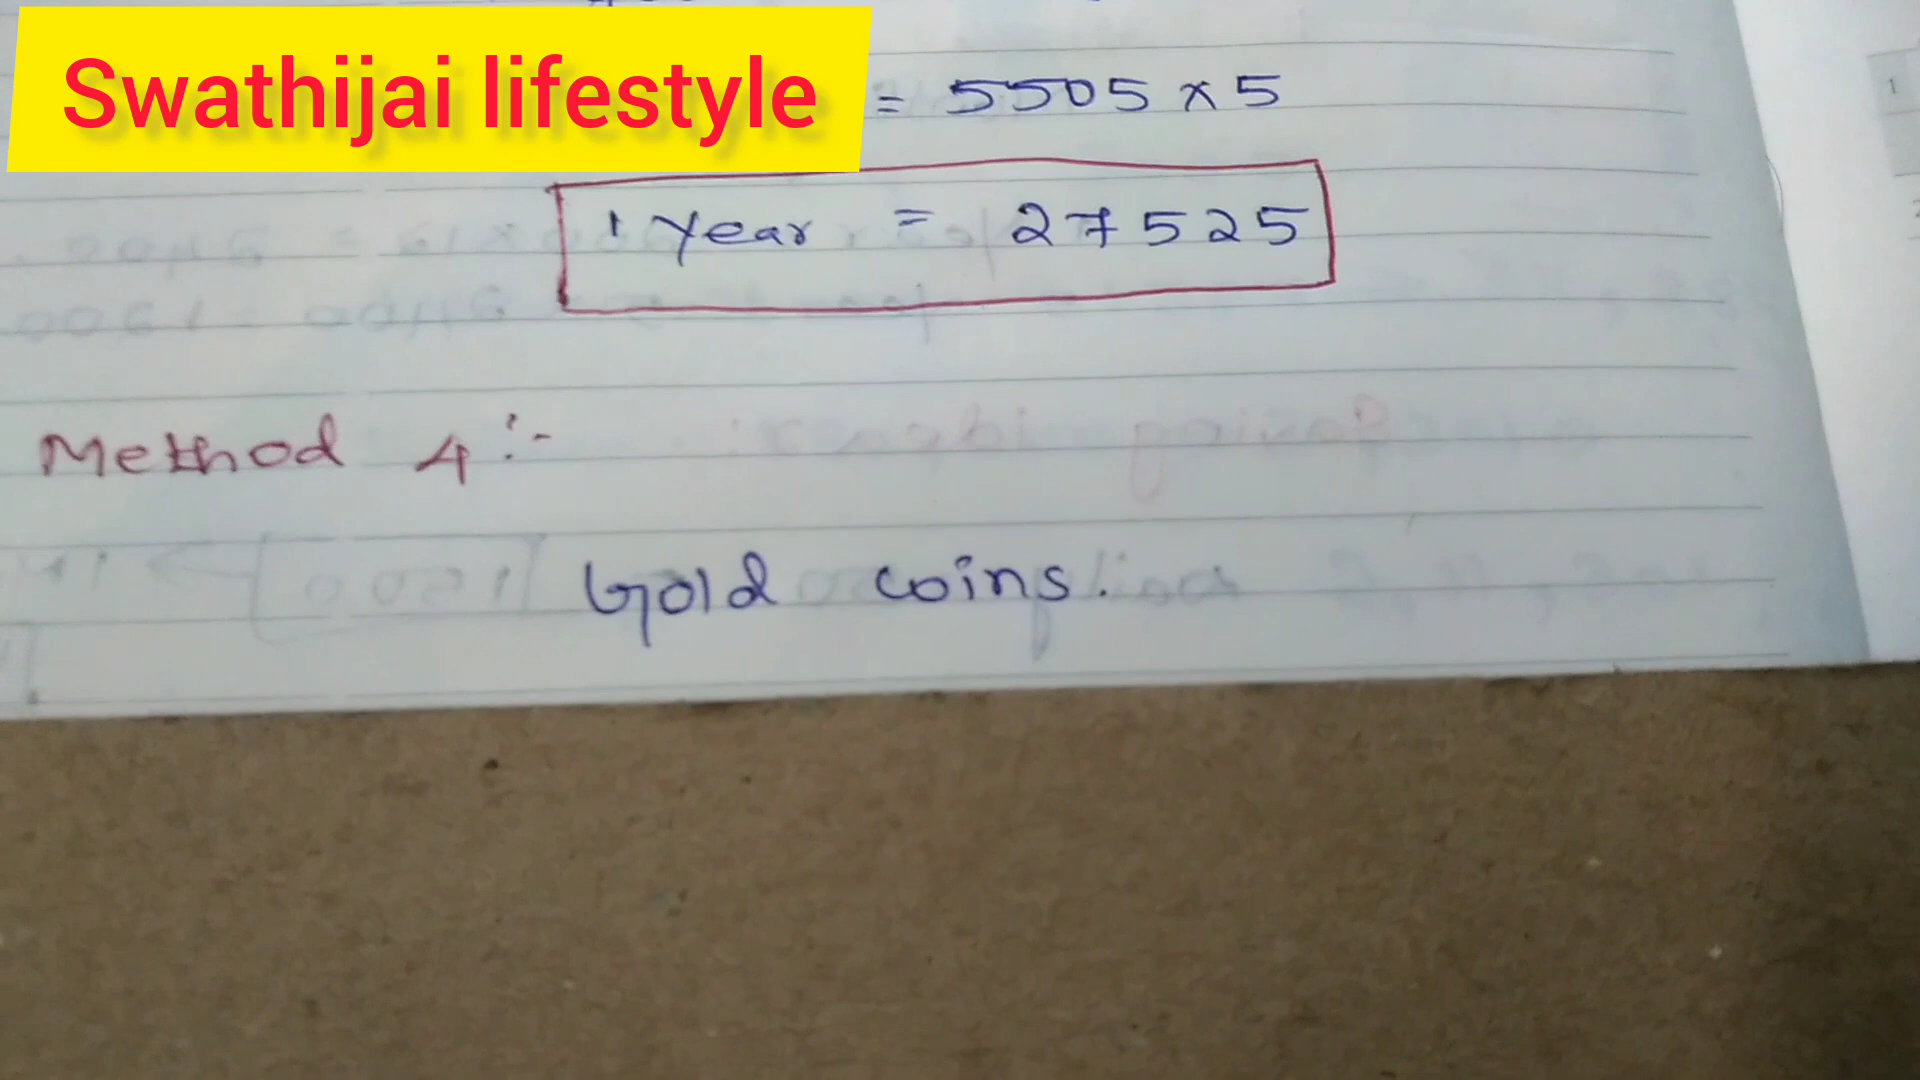 Swathijai lifestyle
= 5505 x 5
1 Year = 27525
Method 4 :-
Gold coins.